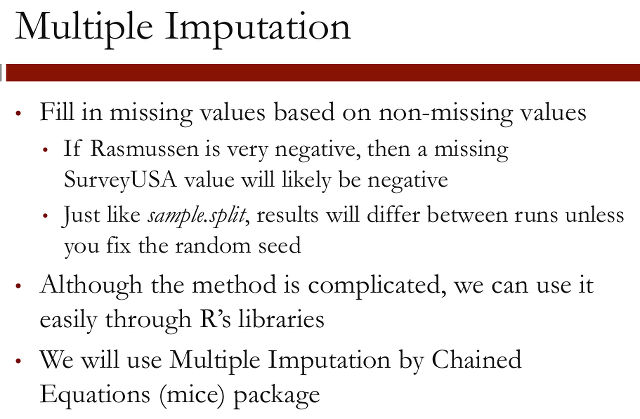 Multiple Imputation
• Fill in missing values based on non-missing values
• If Rasmussen is very negative, then a missing
SurveyUSA value will likely be negative
• Just like sample.split, results will differ between runs unless
you fix the random seed
• Although the method is complicated, we can use it
easily through R's libraries
• We will use Multiple Imputation by Chained
Equations (mice) package